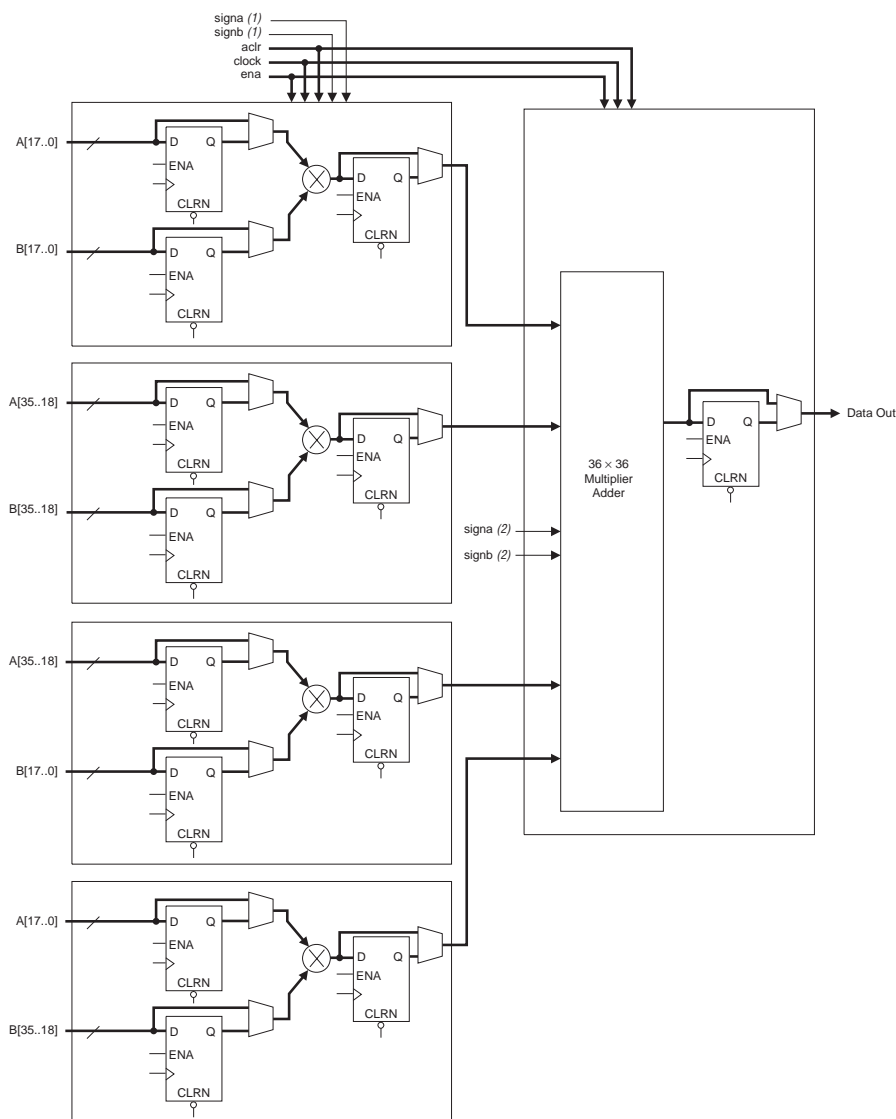 signa (1)
signb (1)
aclr
clock
ena
A[17..0]
D Q
ENA
CLRN
D Q
ENA
CLRN
B[17..0]
D Q
ENA
CLRN
A[35..18]
D Q
ENA
CLRN
D Q
ENA
CLRN
B[35..18]
D Q
ENA
CLRN
36 × 36
Multiplier
Adder
signa (2)
signb (2)
D Q
ENA
CLRN
Data Out
A[35..18]
D Q
ENA
CLRN
D Q
ENA
CLRN
B[17..0]
D Q
ENA
CLRN
A[17..0]
D Q
ENA
CLRN
D Q
ENA
CLRN
B[35..18]
D Q
ENA
CLRN